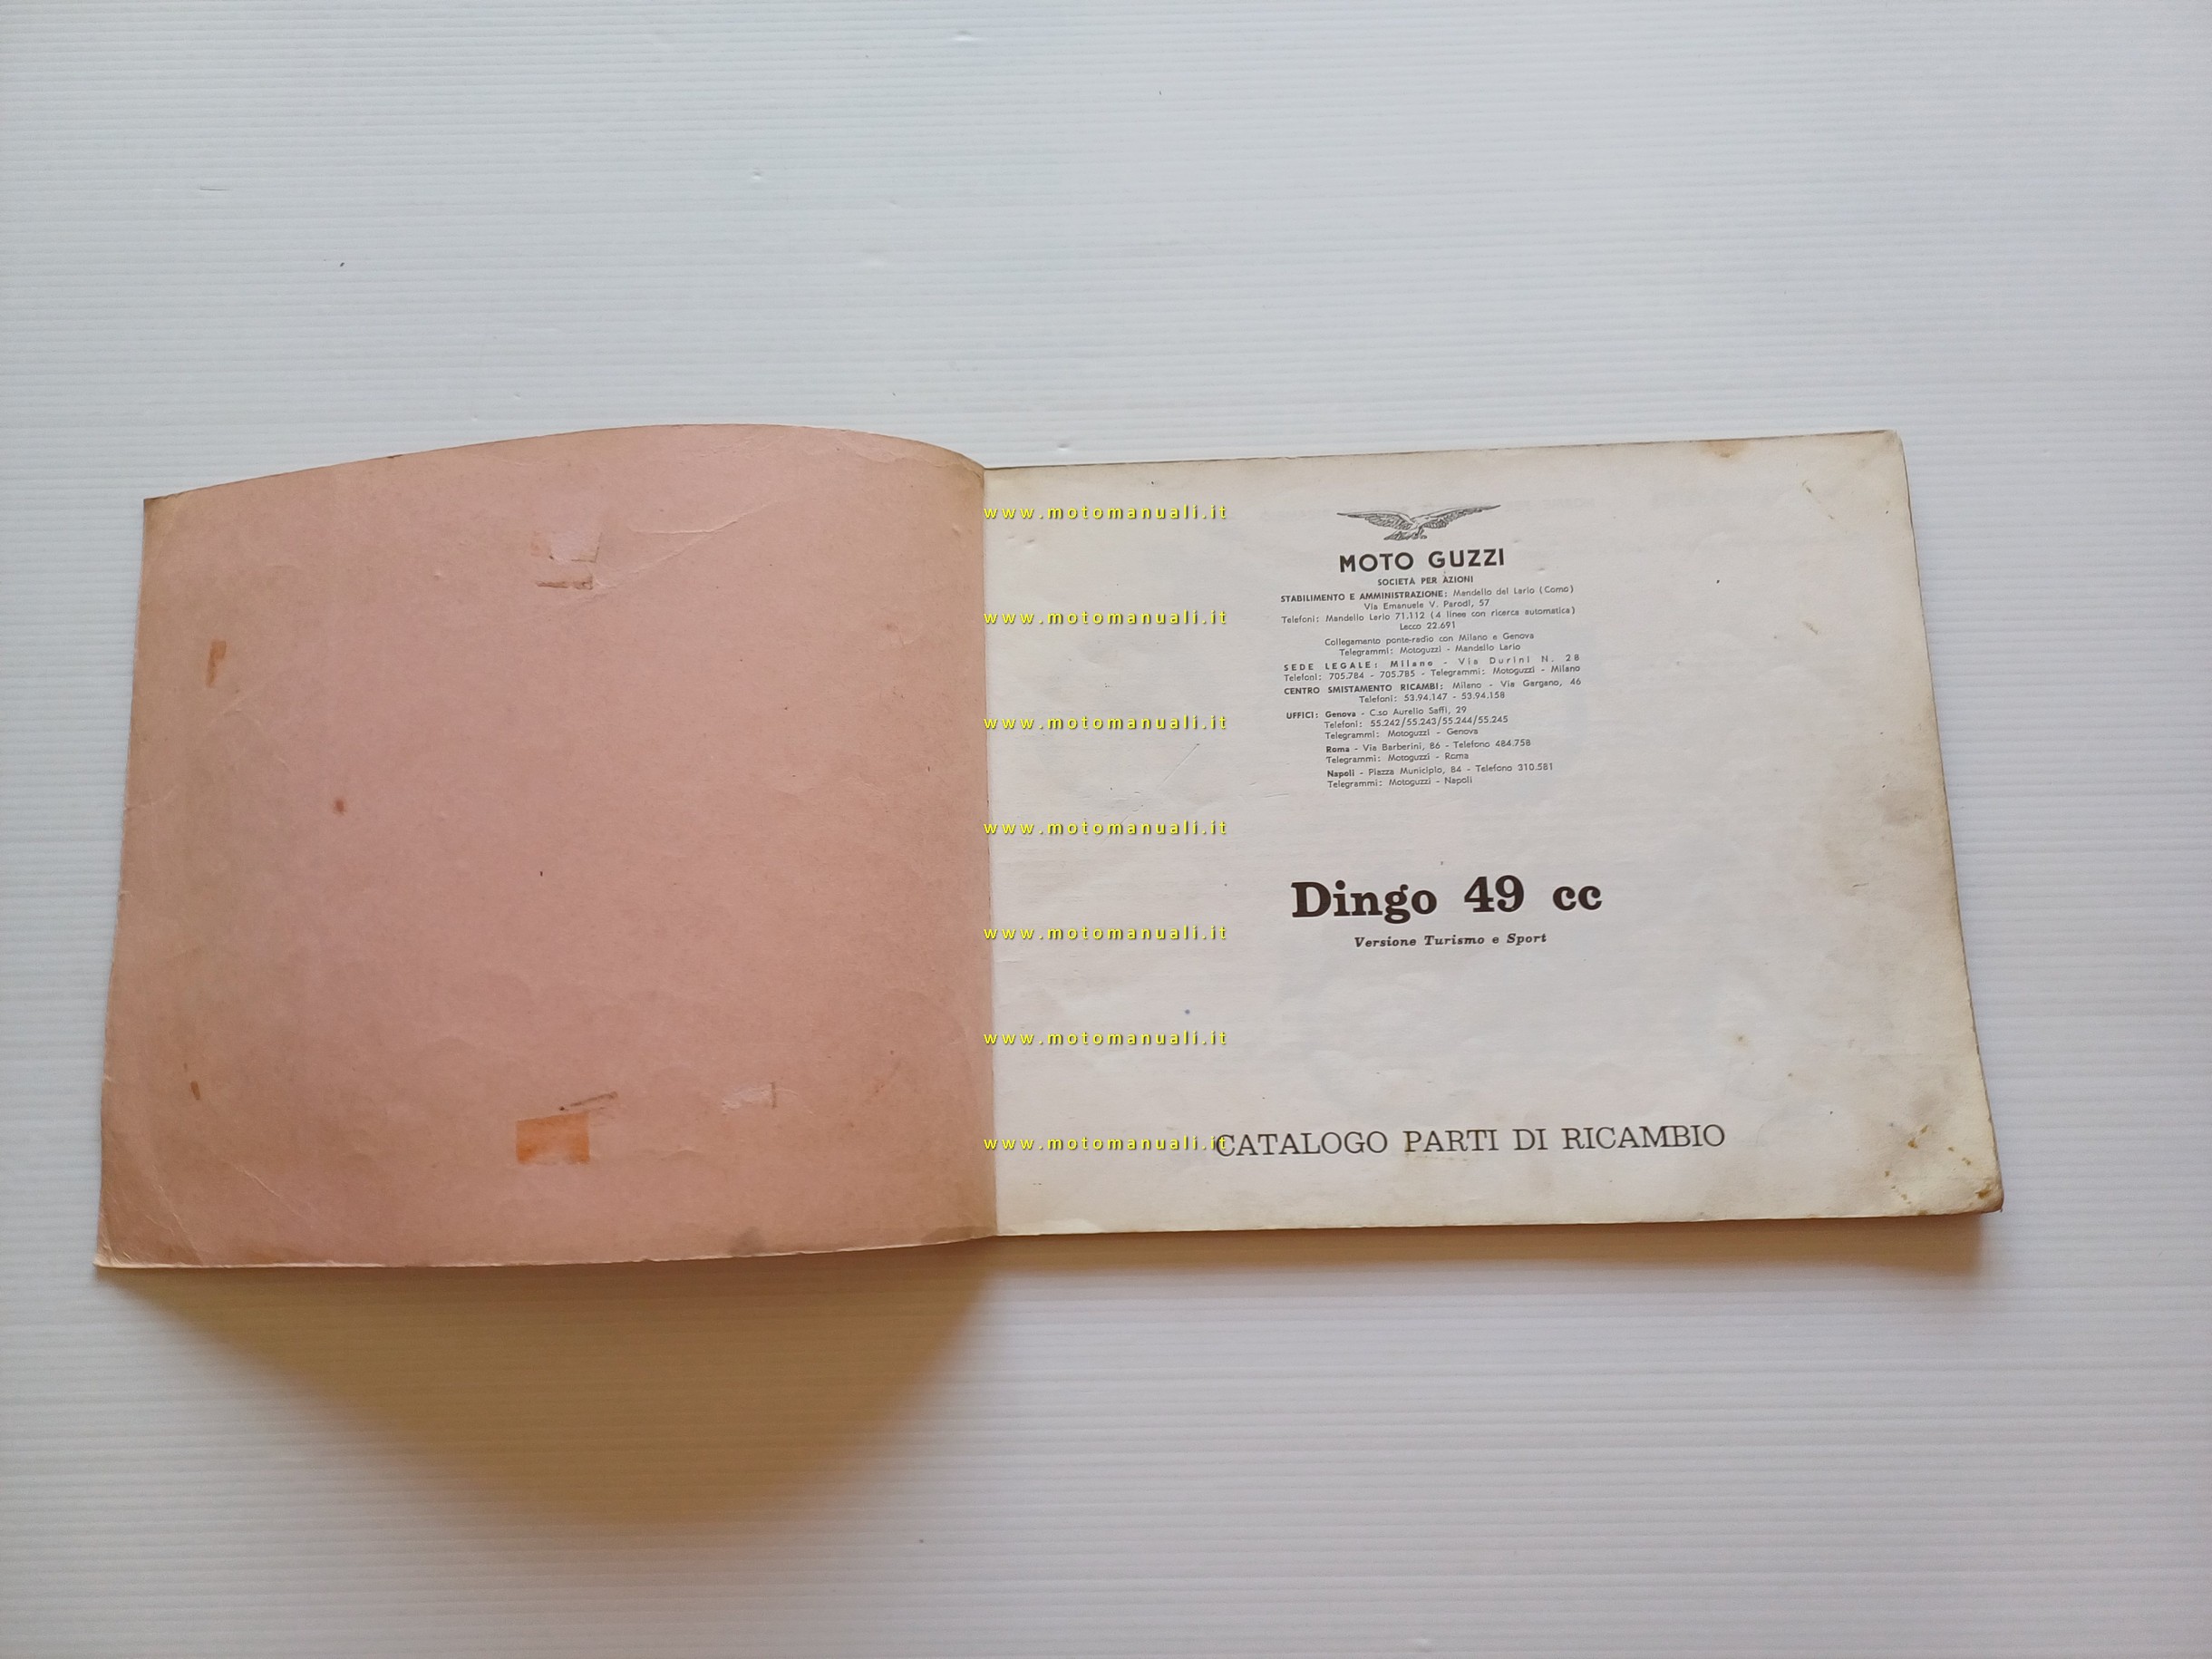 MOTO GUZZI
SOCIETÀ PER AZIONI
STABILIMENTO E AMMINISTRAZIONE: Mandello del Lario (Como)
Via Emanuele V. Parodi, 57
Telefoni: Mandello Lario 71.112 (4 linee con ricerca automatica)
Lecco 22.691
Collegamento ponte-radio con Milano e Genova
Telegrammi: Motoguzzi - Mandello Lario
SEDE LEGALE: Milano - Via Durini N. 28
Telefoni: 705.784 - 705.785 - Telegrammi: Motoguzzi - Milano
CENTRO SMISTAMENTO RICAMBI: Milano - Via Gargano, 46
Telefoni: 53.94.147 - 53.94.158
UFFICI: Genova - C.so Aurelio Saffi, 29
Telefoni: 55.242/55.243/55.244/55.245
Telegrammi: Motoguzzi - Genova
Roma - Via Barberini, 86 - Telefono 484.758
Telegrammi: Motoguzzi - Roma
Napoli - Piazza Municipio, 84 - Telefono 310.581
Telegrammi: Motoguzzi - Napoli
Dingo 49 cc
Versione Turismo e Sport
CATALOGO PARTI DI RICAMBIO
www.motomanuali.it
www.motomanuali.it
www.motomanuali.it
www.motomanuali.it
www.motomanuali.it
www.motomanuali.it
www.motomanuali.it